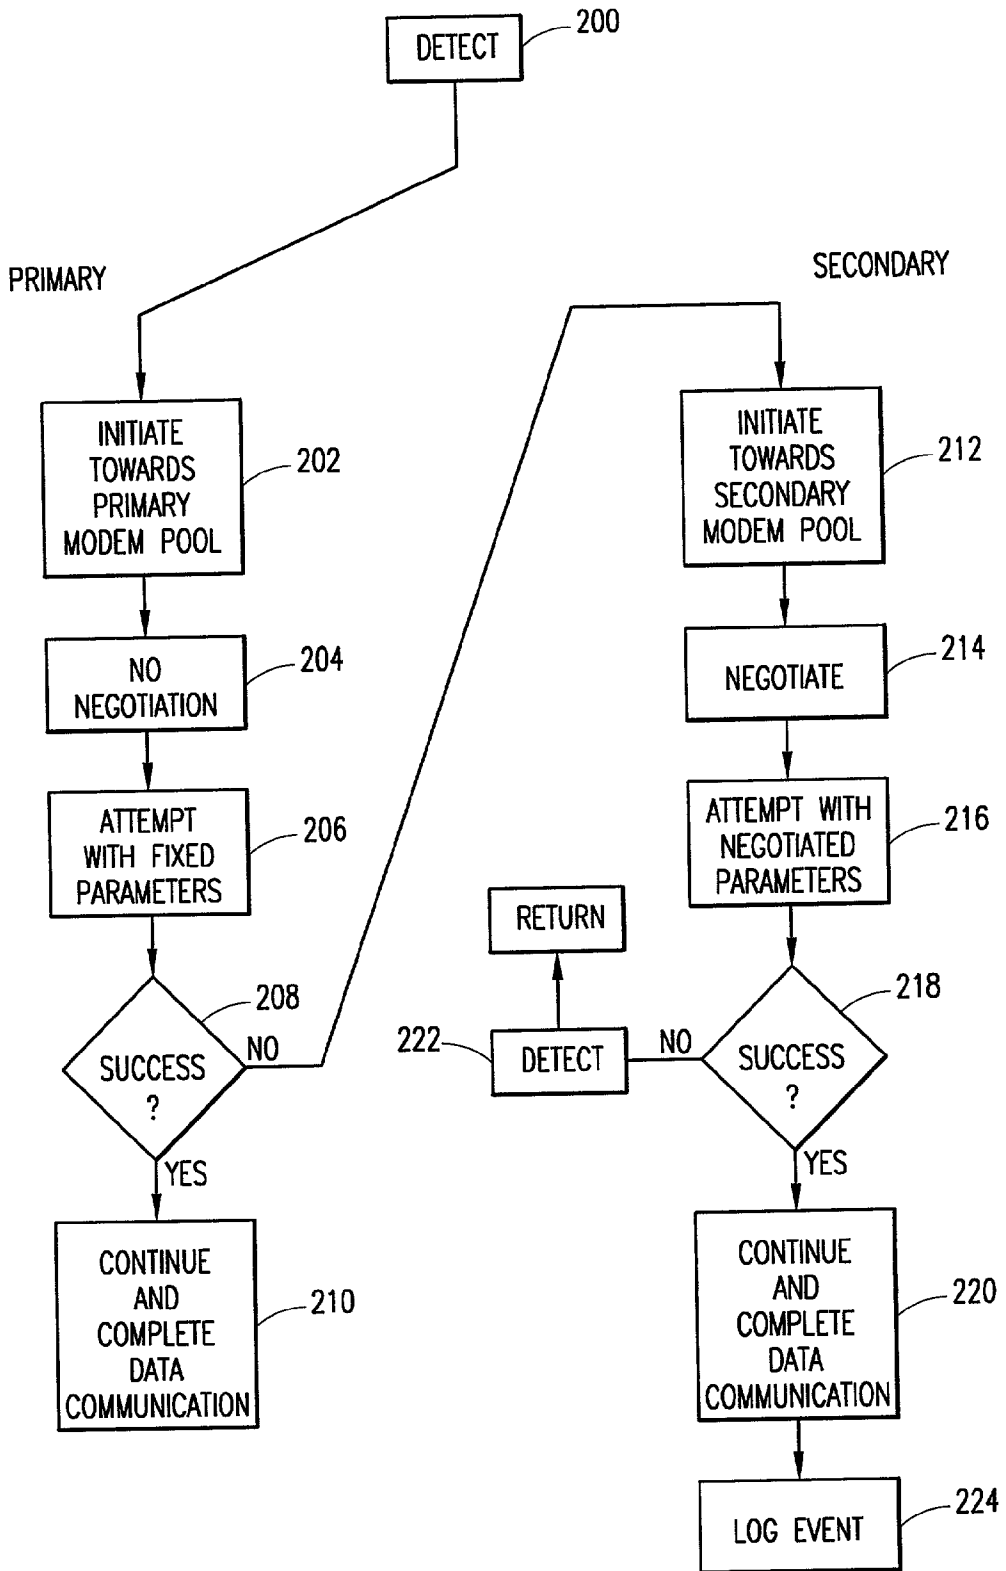 DETECT
200
PRIMARY
INITIATE
TOWARDS
PRIMARY
MODEM POOL
202
NO
NEGOTIATION
204
ATTEMPT
WITH FIXED
PARAMETERS
206
SUCCESS
?
208
NO
YES
CONTINUE
AND
COMPLETE
DATA
COMMUNICATION
210
SECONDARY
INITIATE
TOWARDS
SECONDARY
MODEM POOL
212
NEGOTIATE
214
ATTEMPT WITH
NEGOTIATED
PARAMETERS
216
SUCCESS
?
218
NO
222
DETECT
RETURN
YES
CONTINUE
AND
COMPLETE
DATA
COMMUNICATION
220
LOG EVENT
224